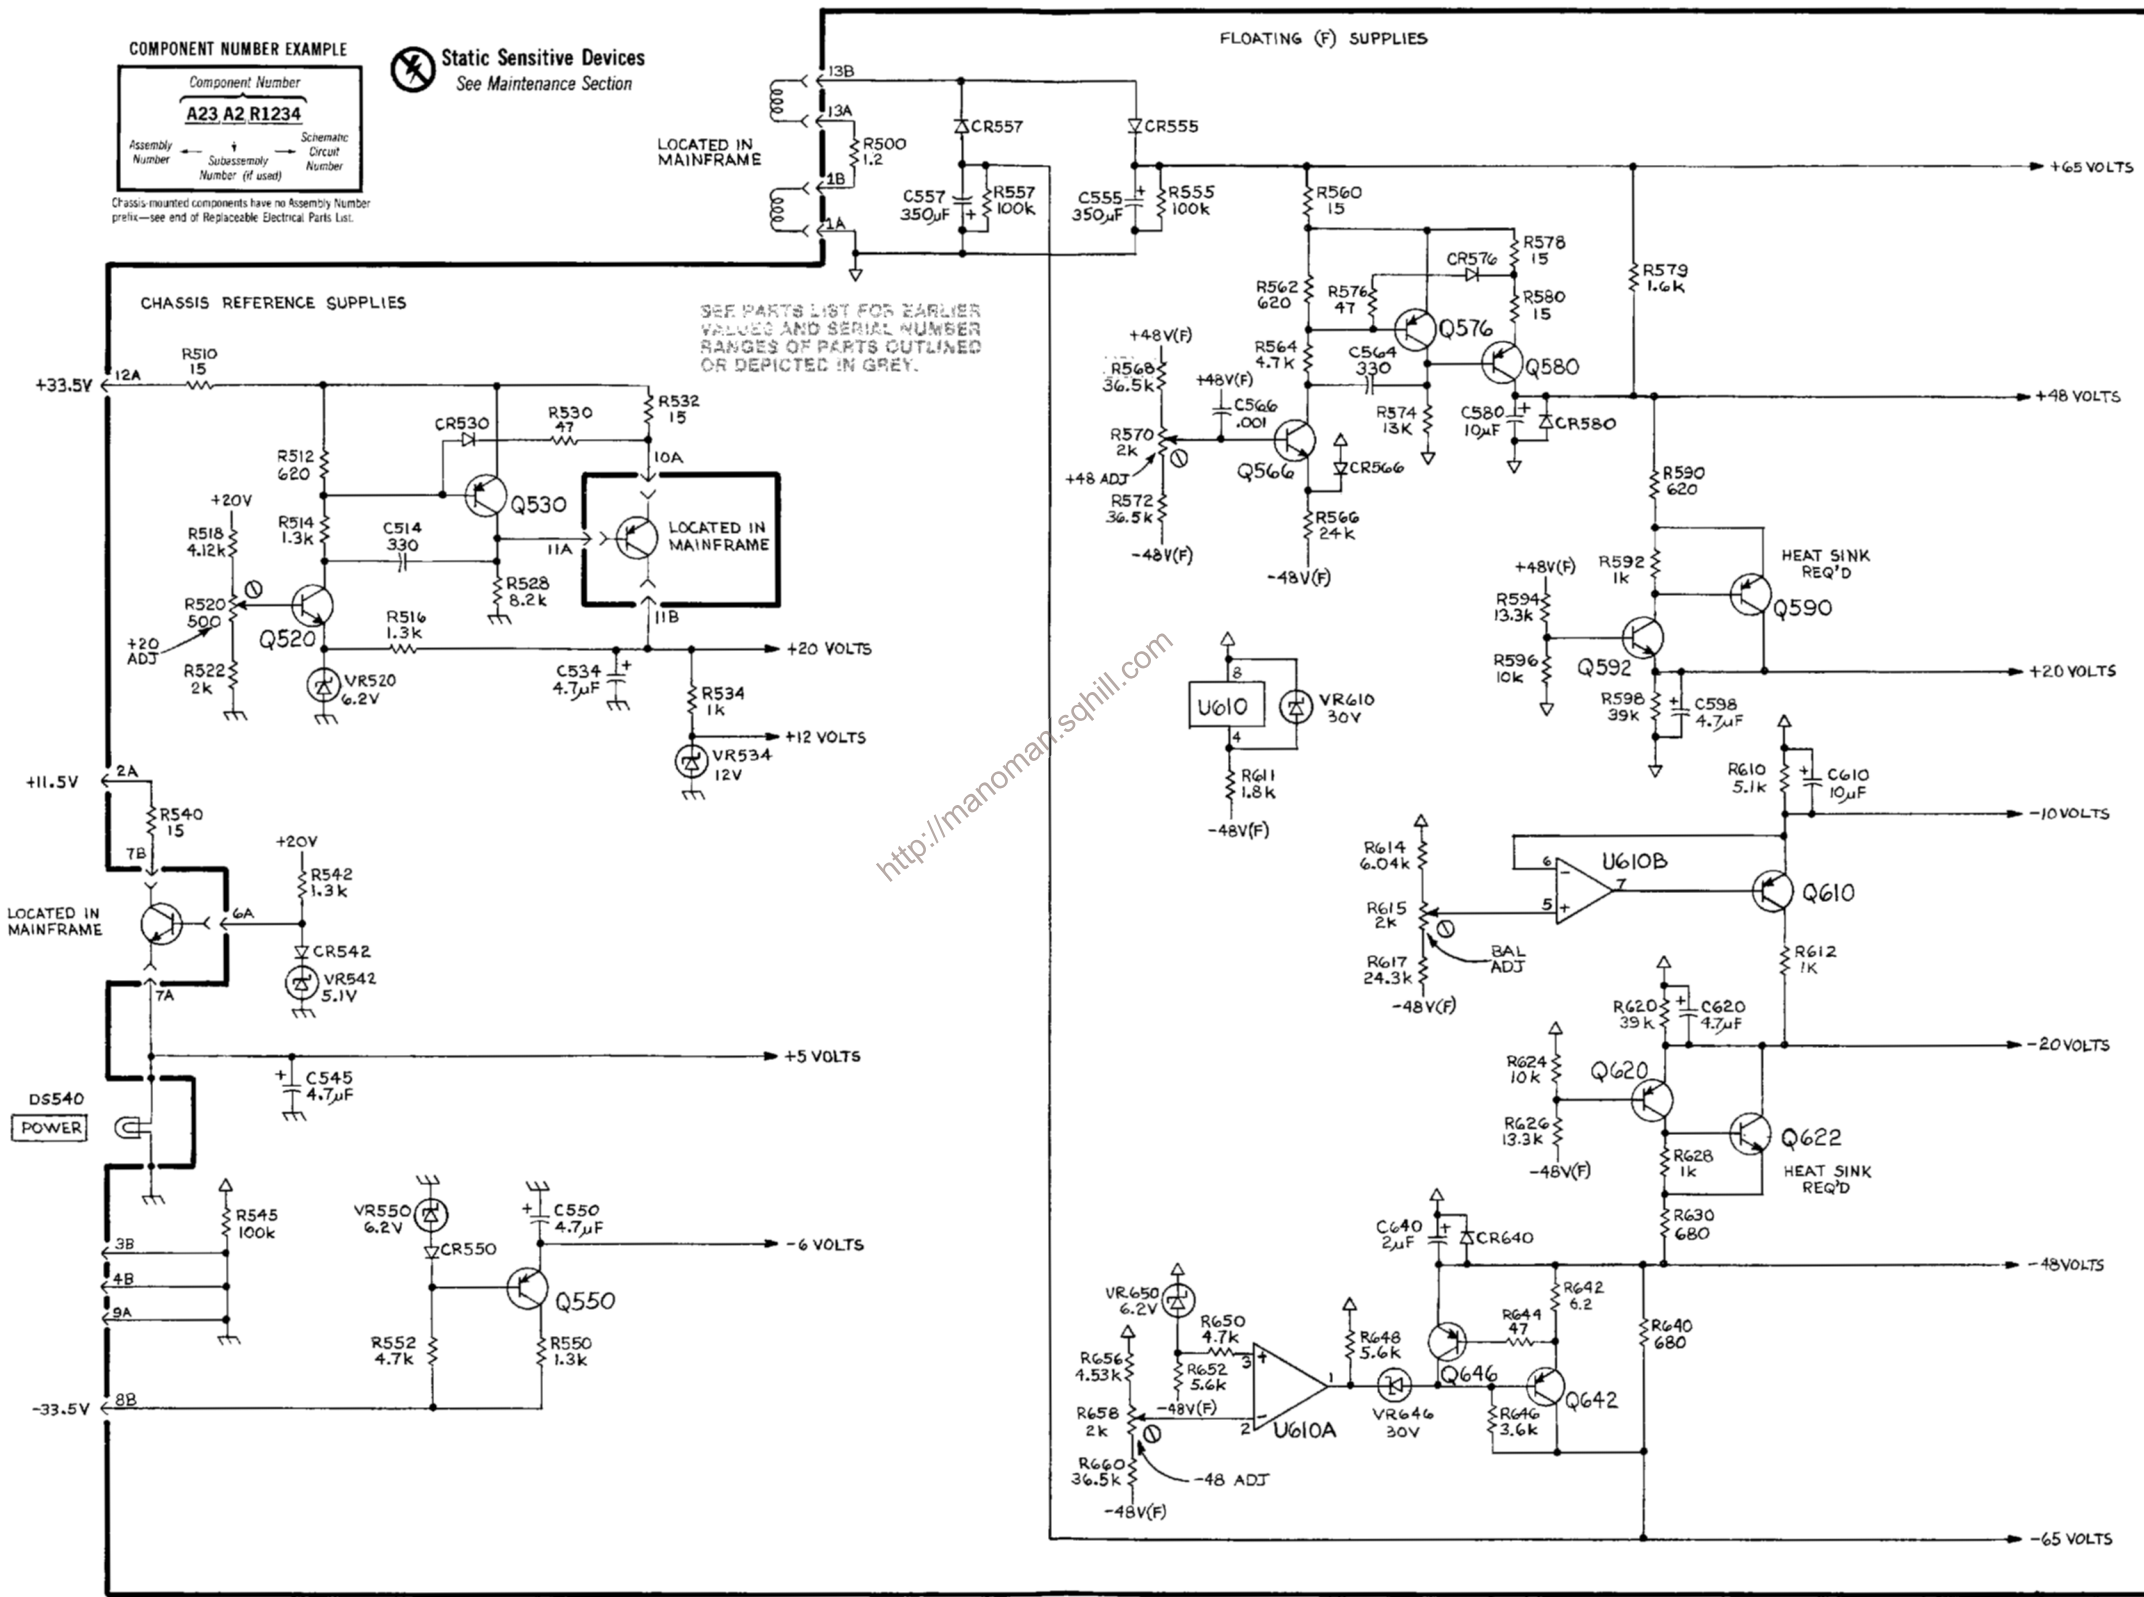 COMPONENT NUMBER EXAMPLE
Component Number
A23 A2 R1234
Assembly Number
Subassembly Number (if used)
Schematic Circuit Number
Chassis-mounted components have no Assembly Number
prefix—see end of Replaceable Electrical Parts List.
Static Sensitive Devices
See Maintenance Section
FLOATING (F) SUPPLIES
LOCATED IN
MAINFRAME
13B
13A
R500
1.2
1B
1A
CR557
C557
350µF
+
R557
100k
CR555
C555
350µF
+
R555
100k
+65 VOLTS
R560
15
R562
620
R564
4.7k
R576
47
CR576
R578
15
R580
15
Q576
Q580
R579
1.6k
C564
330
R574
13k
C580
10µF
+
CR580
+48 VOLTS
+48V(F)
R568
36.5k
+48V(F)
C566
.001
R570
2k
+48 ADJ
R572
36.5k
-48V(F)
Q566
CR566
R566
24k
-48V(F)
R590
620
R592
1k
HEAT SINK
REQ'D
Q590
+48V(F)
R594
13.3k
R596
10k
Q592
R598
39k
+
C598
4.7µF
+20 VOLTS
CHASSIS REFERENCE SUPPLIES
SEE PARTS LIST FOR EARLIER
VALUES AND SERIAL NUMBER
RANGES OF PARTS OUTLINED
OR DEPICTED IN GREY.
+33.5V
12A
R510
15
R512
620
CR530
R530
47
R532
15
10A
Q530
+20V
R518
4.12k
R514
1.3k
C514
330
11A
LOCATED IN
MAINFRAME
R528
8.2k
11B
R520
500
+20
ADJ
Q520
R516
1.3k
R522
2k
VR520
6.2V
C534
4.7µF
+
R534
1k
+20 VOLTS
+12 VOLTS
VR534
12V
+11.5V
2A
R540
15
7B
+20V
R542
1.3k
LOCATED IN
MAINFRAME
6A
CR542
VR542
5.1V
7A
+5 VOLTS
+
C545
4.7µF
DS540
POWER
R545
100k
3B
4B
9A
VR550
6.2V
+
C550
4.7µF
CR550
-6 VOLTS
Q550
R552
4.7k
R550
1.3k
-33.5V
8B
8
U610
4
VR610
30V
R611
1.8k
-48V(F)
http://manoman.sqhill.com
R610
5.1k
+
C610
10µF
-10 VOLTS
R614
6.04k
R615
2k
BAL
ADJ
R617
24.3k
-48V(F)
6
-
5
+
U610B
7
Q610
R612
1K
R620
39k
+
C620
4.7µF
-20 VOLTS
R624
10k
Q620
R626
13.3k
-48V(F)
Q622
R628
1k
HEAT SINK
REQ'D
R630
680
C640
2µF
+
CR640
-48 VOLTS
VR650
6.2V
R650
4.7k
R652
5.6k
-48V(F)
R656
4.53k
R658
2k
R660
36.5k
-48V(F)
-48 ADJ
3
+
2
-
1
U610A
R648
5.6k
VR646
30V
Q646
R644
47
R642
6.2
Q642
R646
3.6k
R640
680
-65 VOLTS